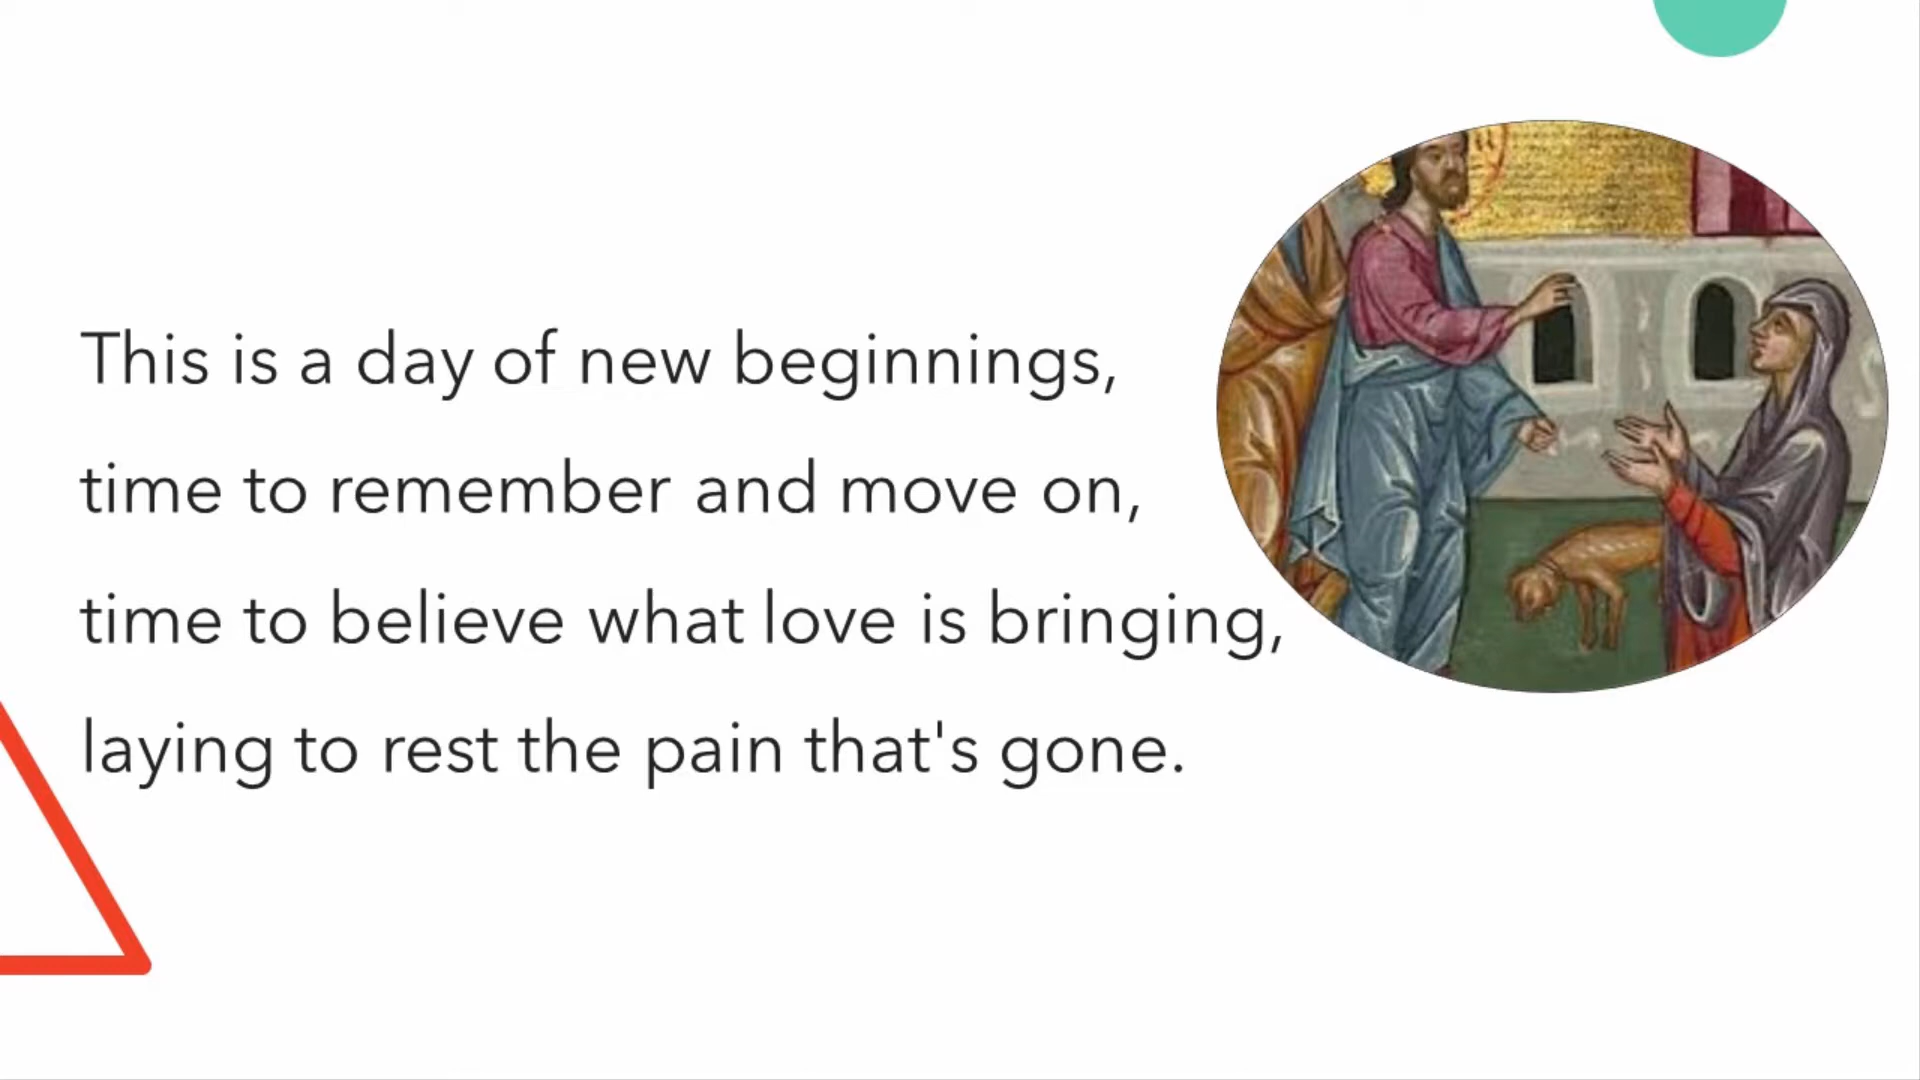 This is a day of new beginnings,
time to remember and move on,
time to believe what love is bringing,
laying to rest the pain that's gone.